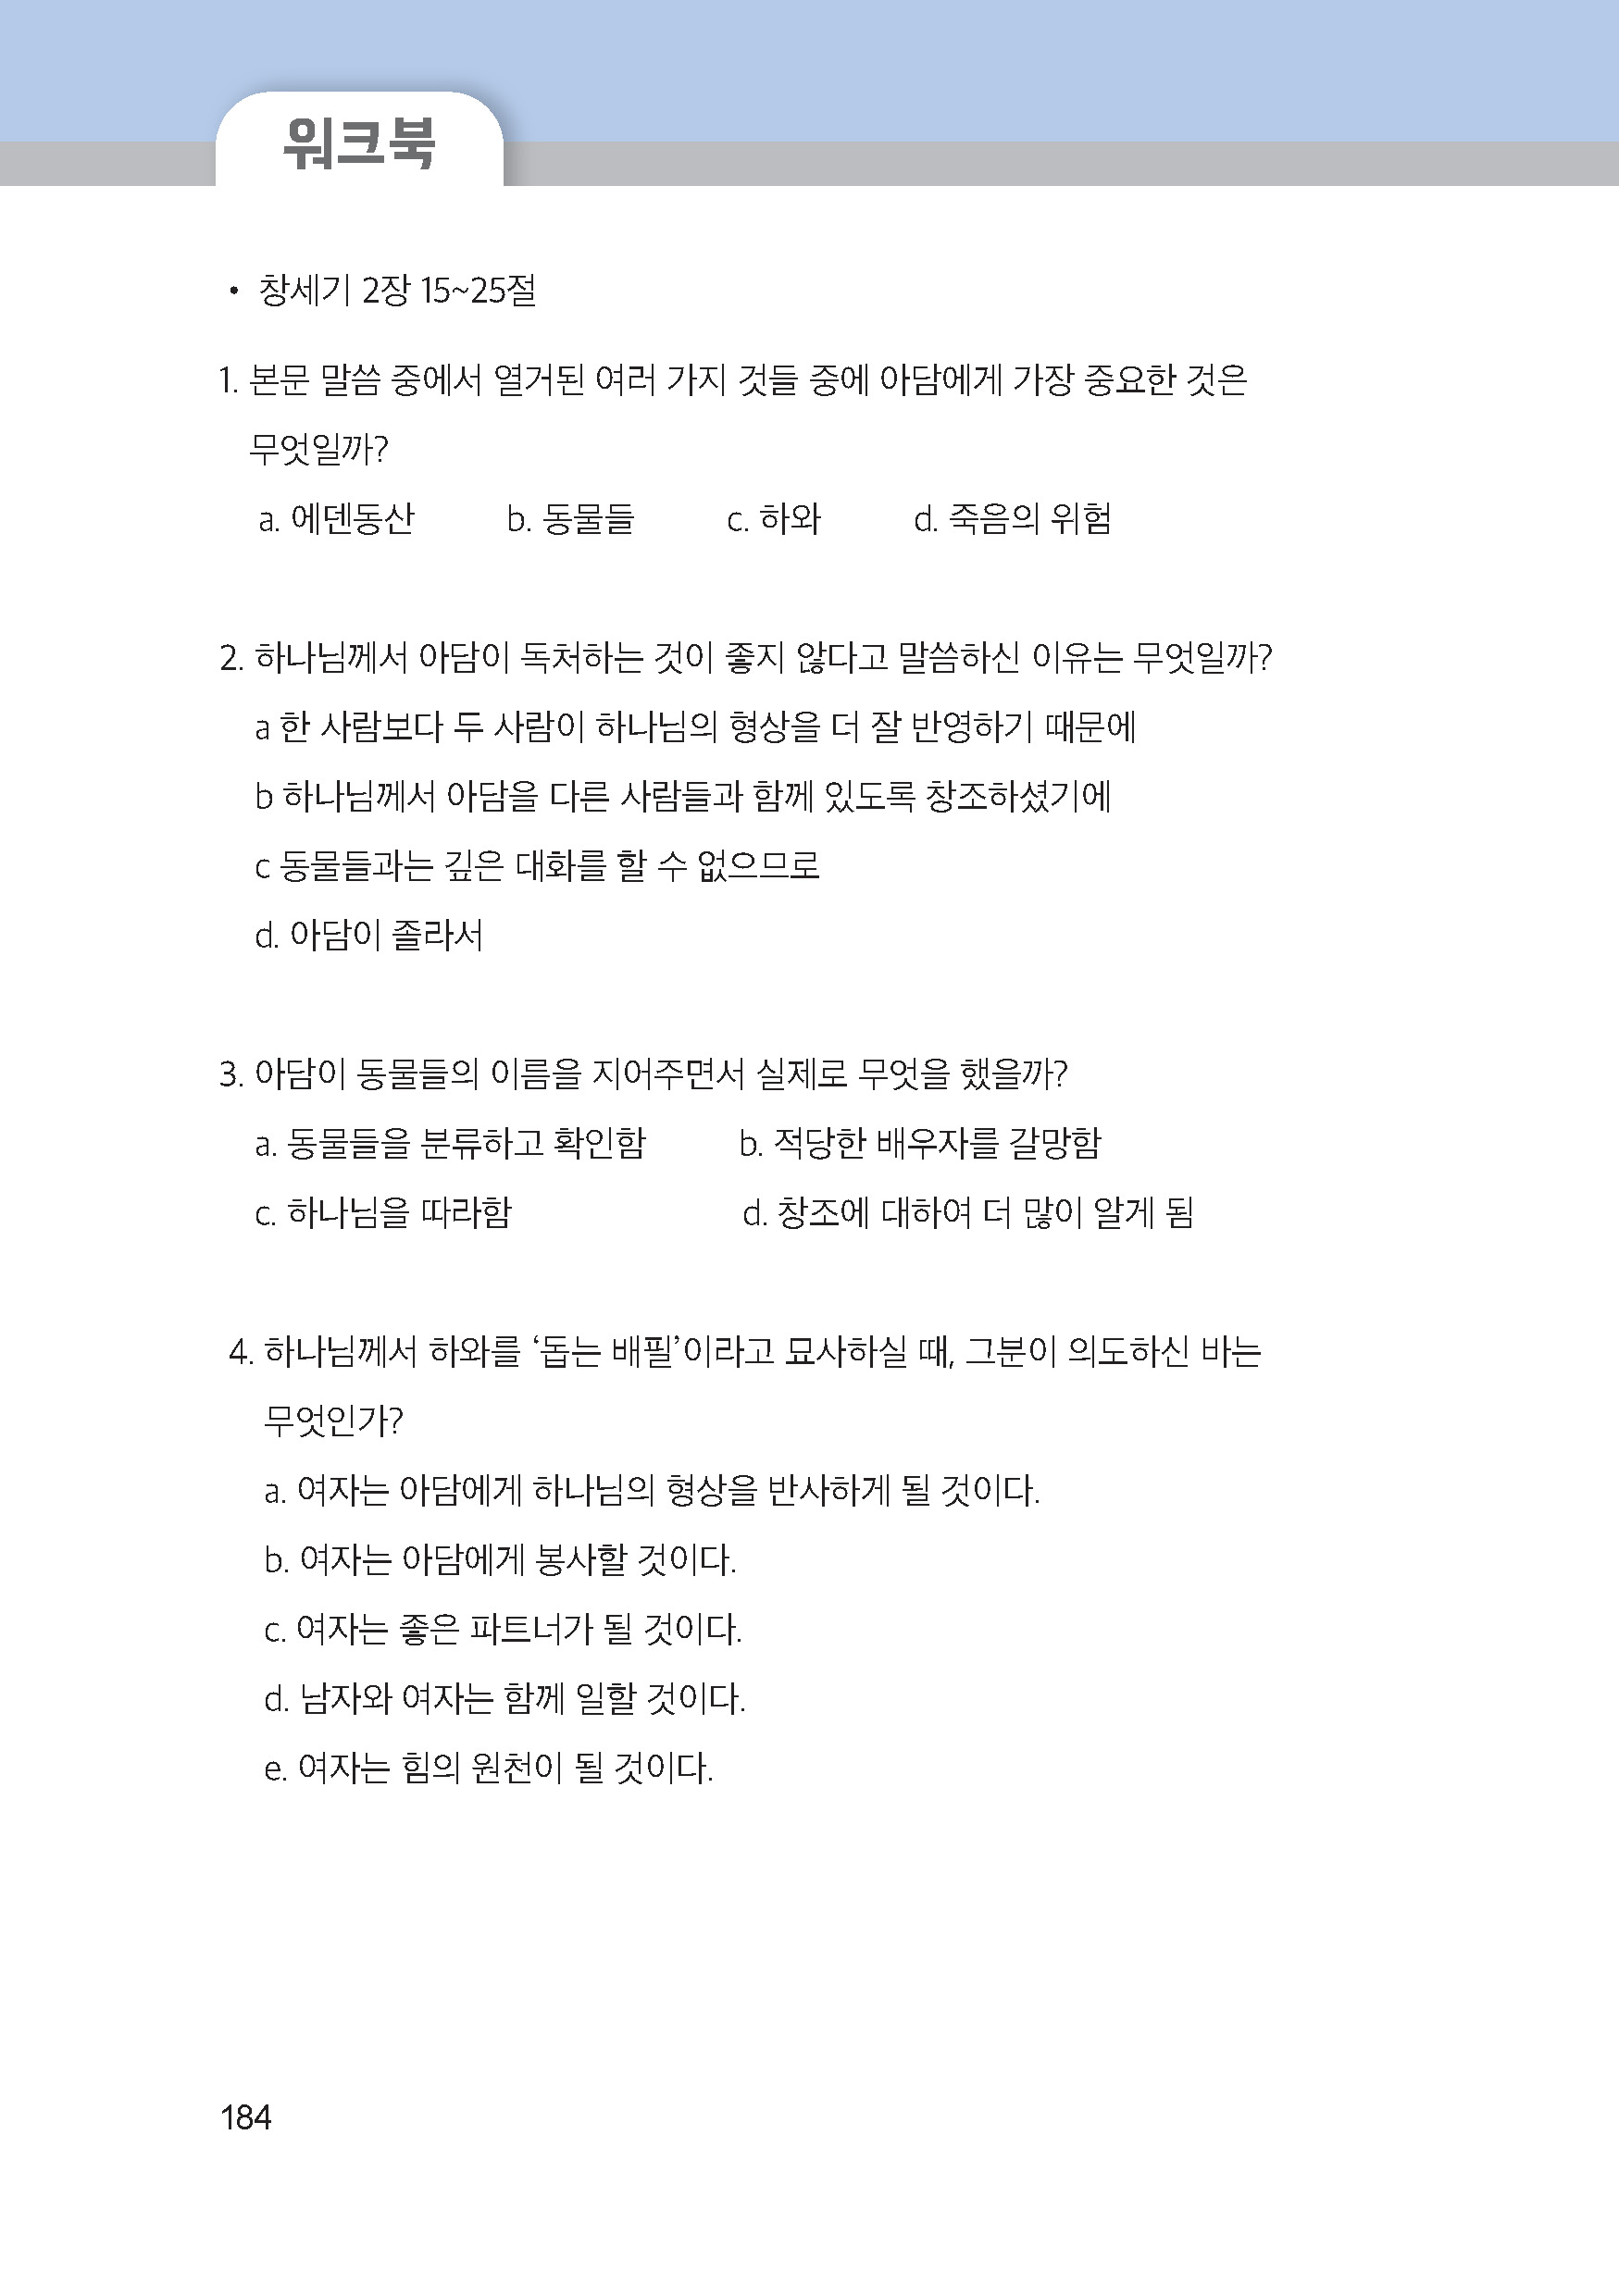 워크북
• 창세기 2장 15~25절
1. 본문 말씀 중에서 열거된 여러 가지 것들 중에 아담에게 가장 중요한 것은
무엇일까?
a. 에덴동산 b. 동물들 c. 하와 d. 죽음의 위험
2. 하나님께서 아담이 독처하는 것이 좋지 않다고 말씀하신 이유는 무엇일까?
a 한 사람보다 두 사람이 하나님의 형상을 더 잘 반영하기 때문에
b 하나님께서 아담을 다른 사람들과 함께 있도록 창조하셨기에
c 동물들과는 깊은 대화를 할 수 없으므로
d. 아담이 졸라서
3. 아담이 동물들의 이름을 지어주면서 실제로 무엇을 했을까?
a. 동물들을 분류하고 확인함 b. 적당한 배우자를 갈망함
c. 하나님을 따라함 d. 창조에 대하여 더 많이 알게 됨
4. 하나님께서 하와를 ‘돕는 배필’이라고 묘사하실 때, 그분이 의도하신 바는
무엇인가?
a. 여자는 아담에게 하나님의 형상을 반사하게 될 것이다.
b. 여자는 아담에게 봉사할 것이다.
c. 여자는 좋은 파트너가 될 것이다.
d. 남자와 여자는 함께 일할 것이다.
e. 여자는 힘의 원천이 될 것이다.
184